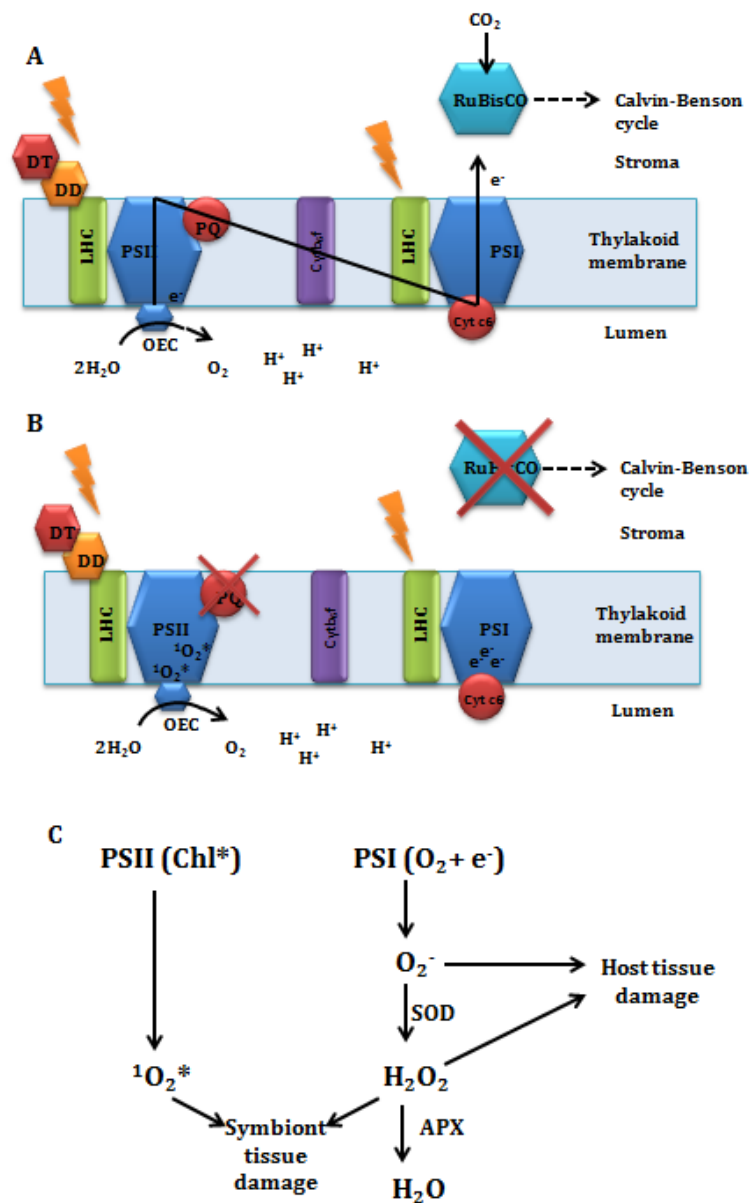 A
CO₂
RuBisCO
Calvin-Benson
cycle
Stroma
DT
DD
e⁻
LHC
PSII
PQ
Cytb₆f
LHC
PSI
Thylakoid
membrane
e⁻
Cyt c6
OEC
Lumen
2H₂O
O₂
H⁺ H⁺
H⁺
H⁺
B
Calvin-Benson
cycle
Stroma
DT
DD
LHC
PSII
PQ
Cytb₆f
LHC
PSI
Thylakoid
membrane
¹O₂*
¹O₂*
e⁻
e⁻ e⁻
Cyt c6
OEC
Lumen
2H₂O
O₂
H⁺ H⁺
H⁺
H⁺
C
PSII (Chl*)
PSI (O₂ + e⁻)
O₂⁻
Host tissue
damage
SOD
¹O₂*
H₂O₂
Symbiont
tissue
damage
APX
H₂O